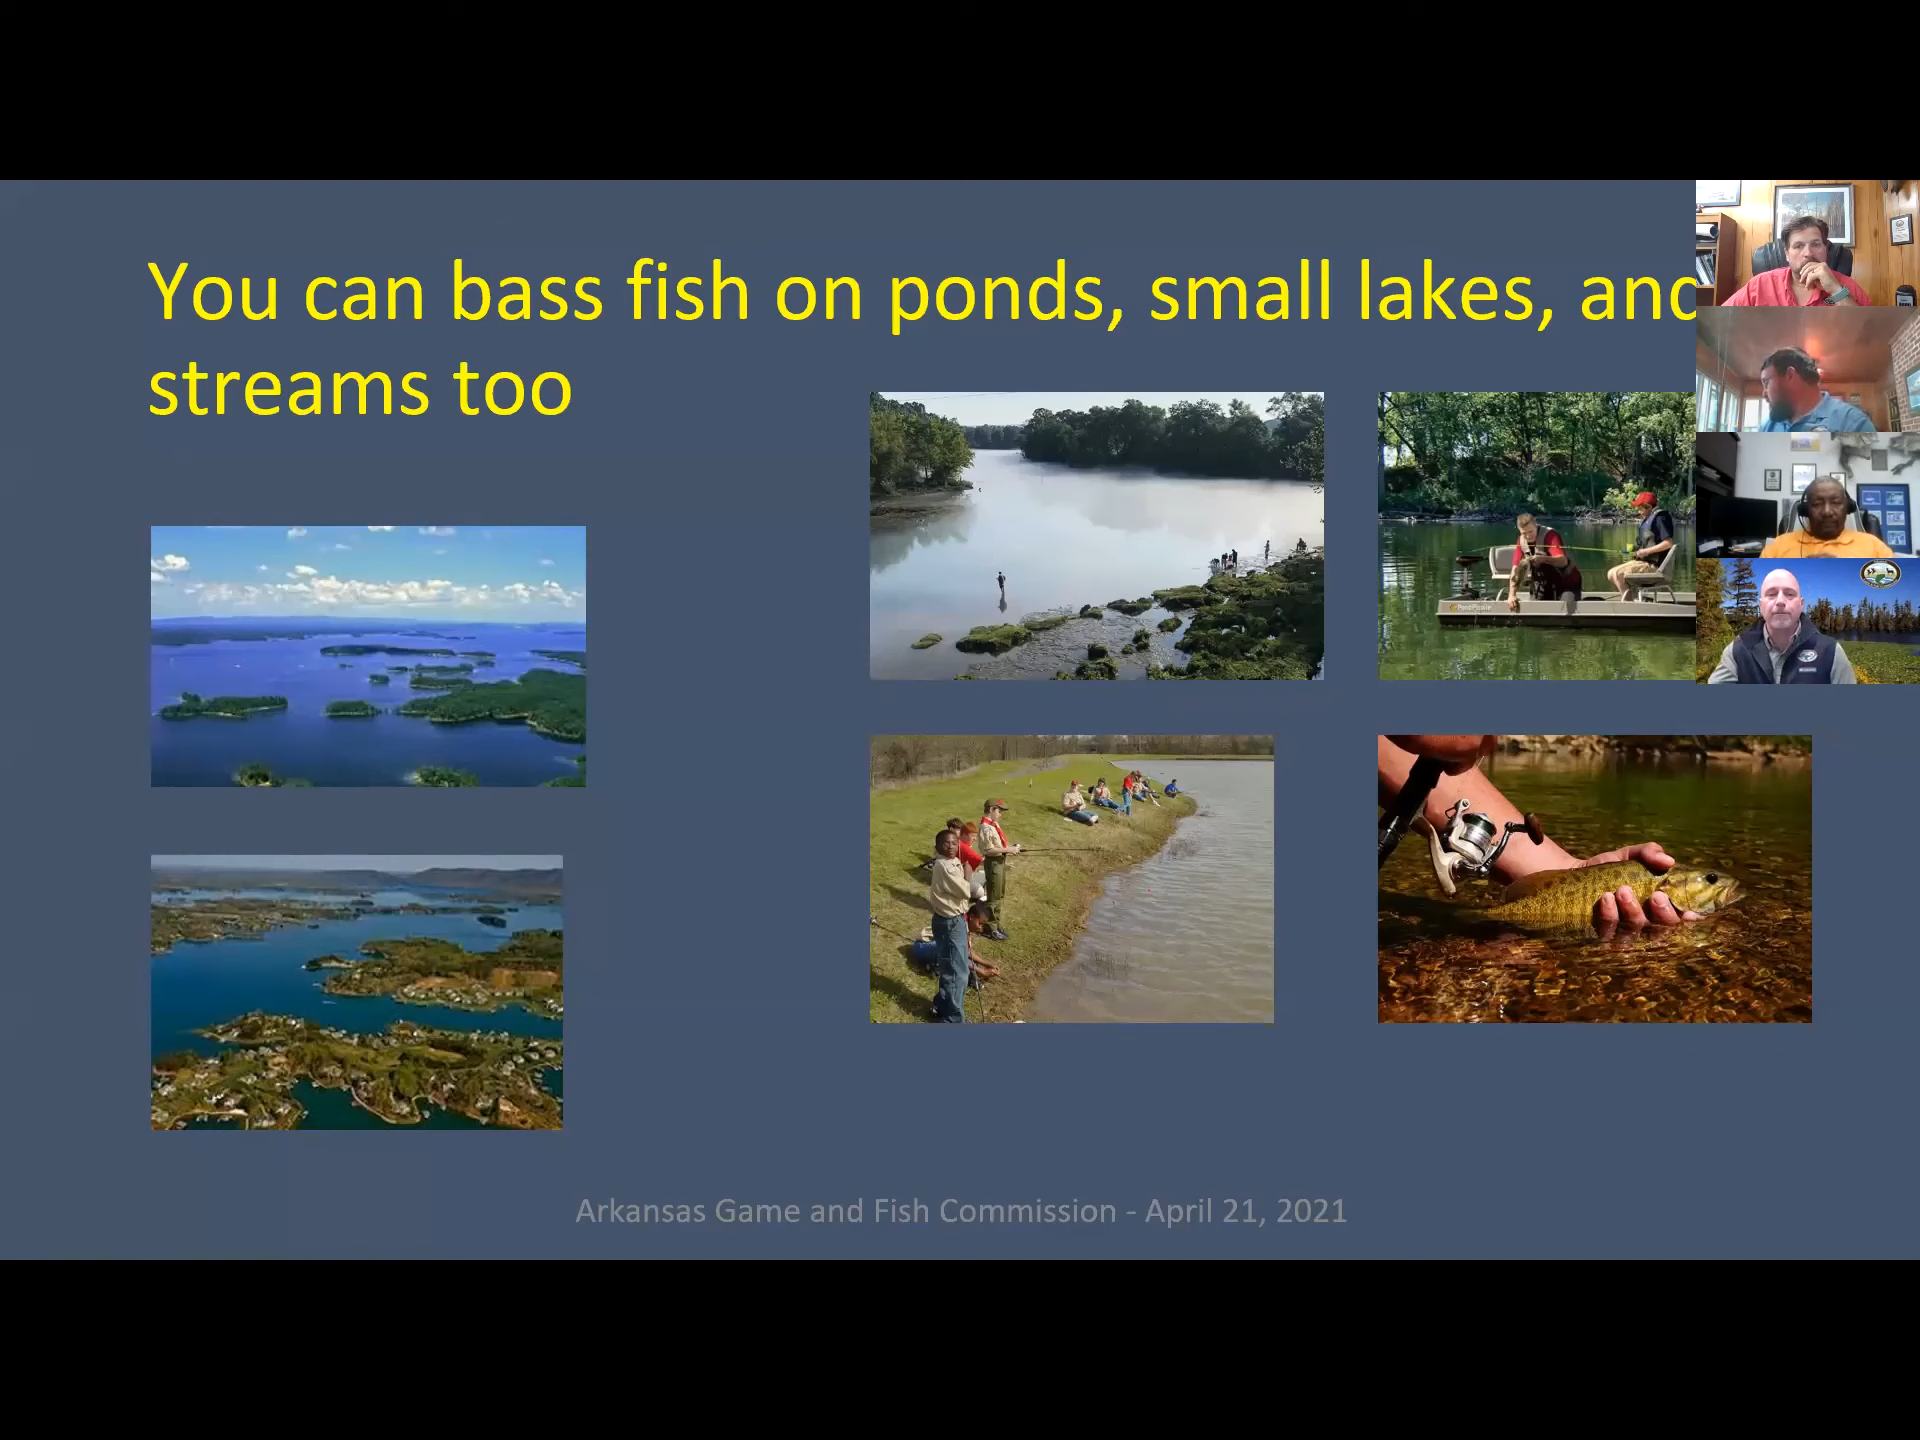 You can bass fish on ponds, small lakes, and
streams too
Arkansas Game and Fish Commission - April 21, 2021